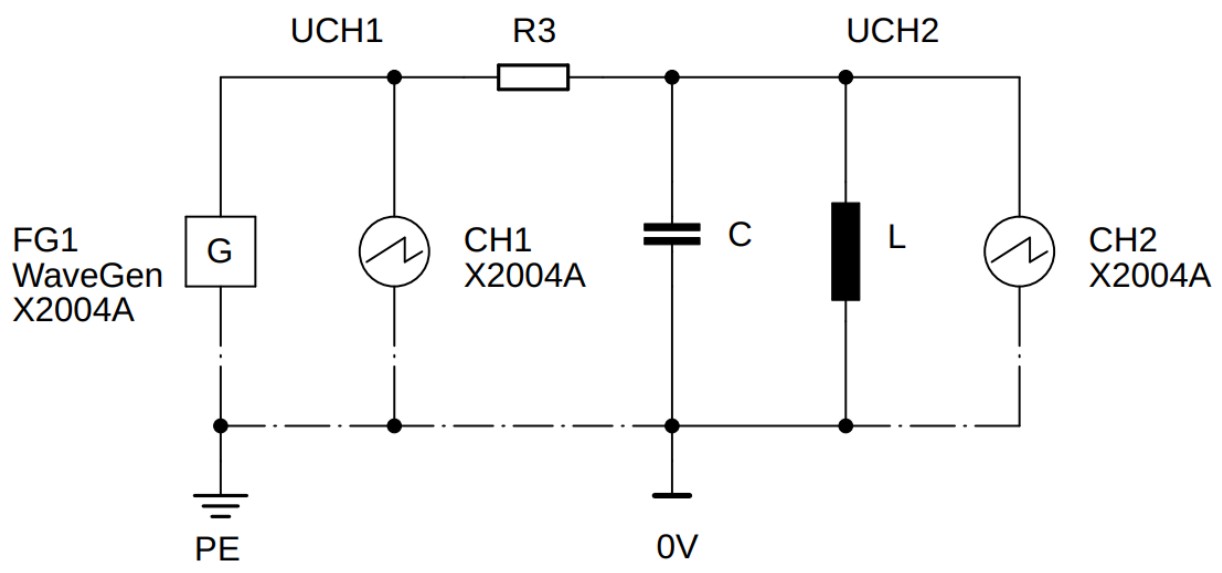 UCH1
R3
UCH2
FG1
WaveGen
X2004A
G
CH1
X2004A
C
L
CH2
X2004A
PE
0V